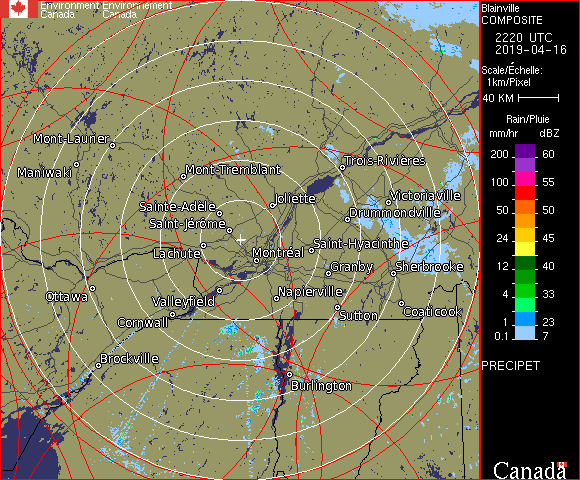 Environment Environnement
Canada Canada
Blainville
COMPOSITE
2220 UTC
2019-04-16
Scale/Échelle:
1km/Pixel
40 KM
Rain/Pluie
mm/hr dBZ
200 60
100 55
50 50
24 45
12 40
4 33
1 23
0.1 7
PRECIPET
Canada
Mont-Laurier
Maniwaki
Mont-Tremblant
Trois-Rivières
Joliette
Victoriaville
Sainte-Adèle
Drummondville
Saint-Jérôme
Lachute
Montréal
Saint-Hyacinthe
Granby
Sherbrooke
Ottawa
Valleyfield
Napierville
Cornwall
Sutton
Coaticook
Brockville
Burlington